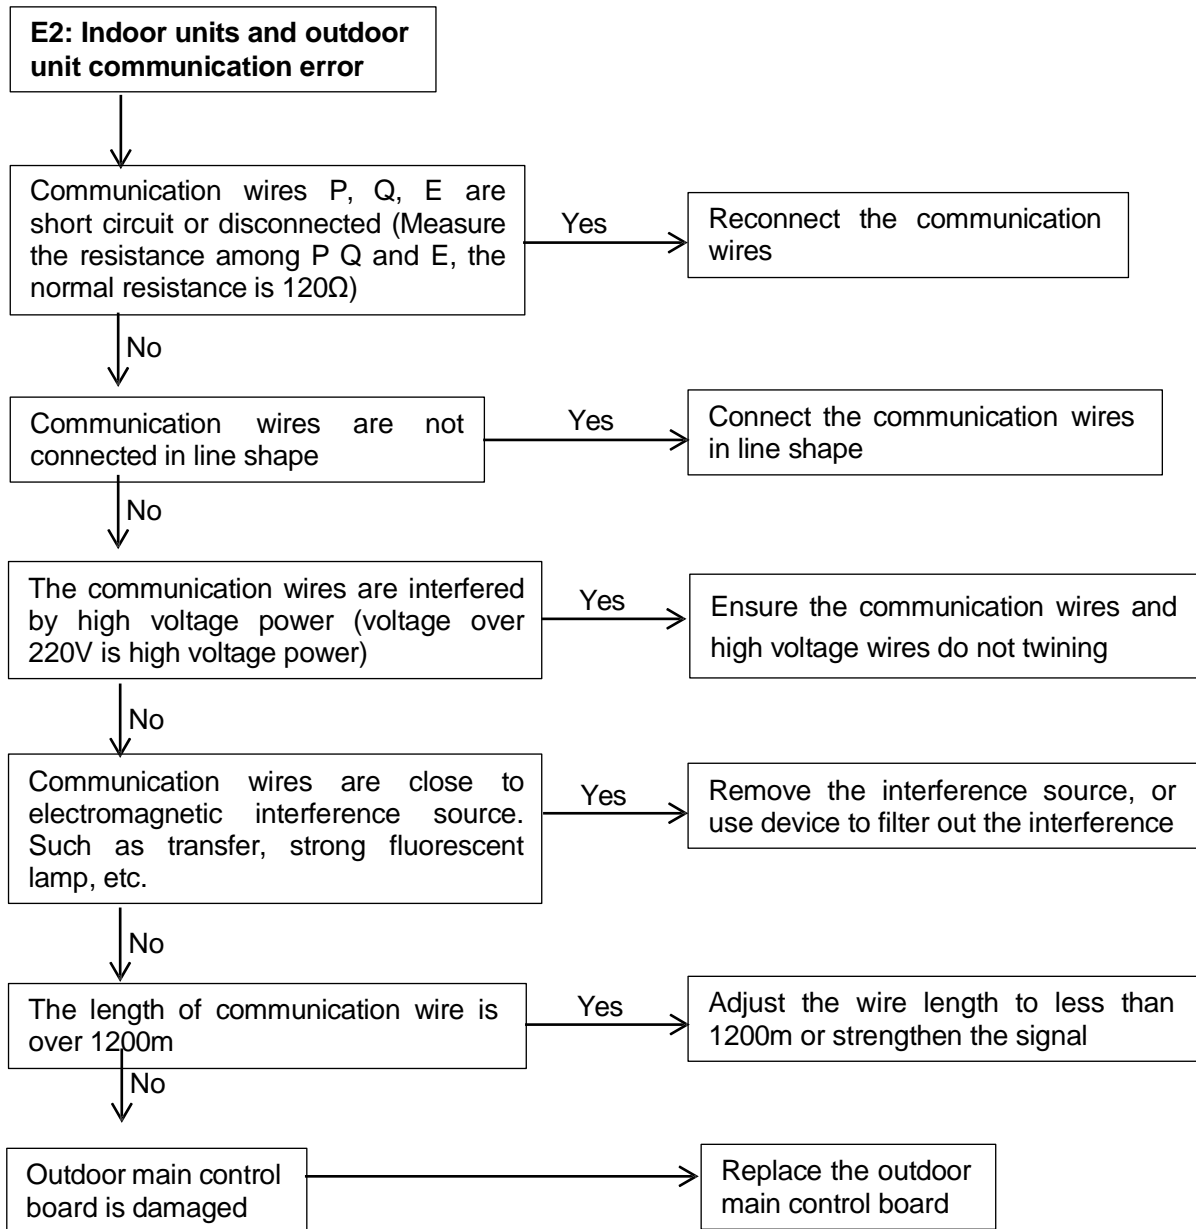 E2: Indoor units and outdoor
unit communication error
Communication wires P, Q, E are
short circuit or disconnected (Measure
the resistance among P Q and E, the
normal resistance is 120Ω)
Yes
Reconnect the communication
wires
No
Communication wires are not
connected in line shape
Yes
Connect the communication wires
in line shape
No
The communication wires are interfered
by high voltage power (voltage over
220V is high voltage power)
Yes
Ensure the communication wires and
high voltage wires do not twining
No
Communication wires are close to
electromagnetic interference source.
Such as transfer, strong fluorescent
lamp, etc.
Yes
Remove the interference source, or
use device to filter out the interference
No
The length of communication wire is
over 1200m
Yes
Adjust the wire length to less than
1200m or strengthen the signal
No
Outdoor main control
board is damaged
Replace the outdoor
main control board